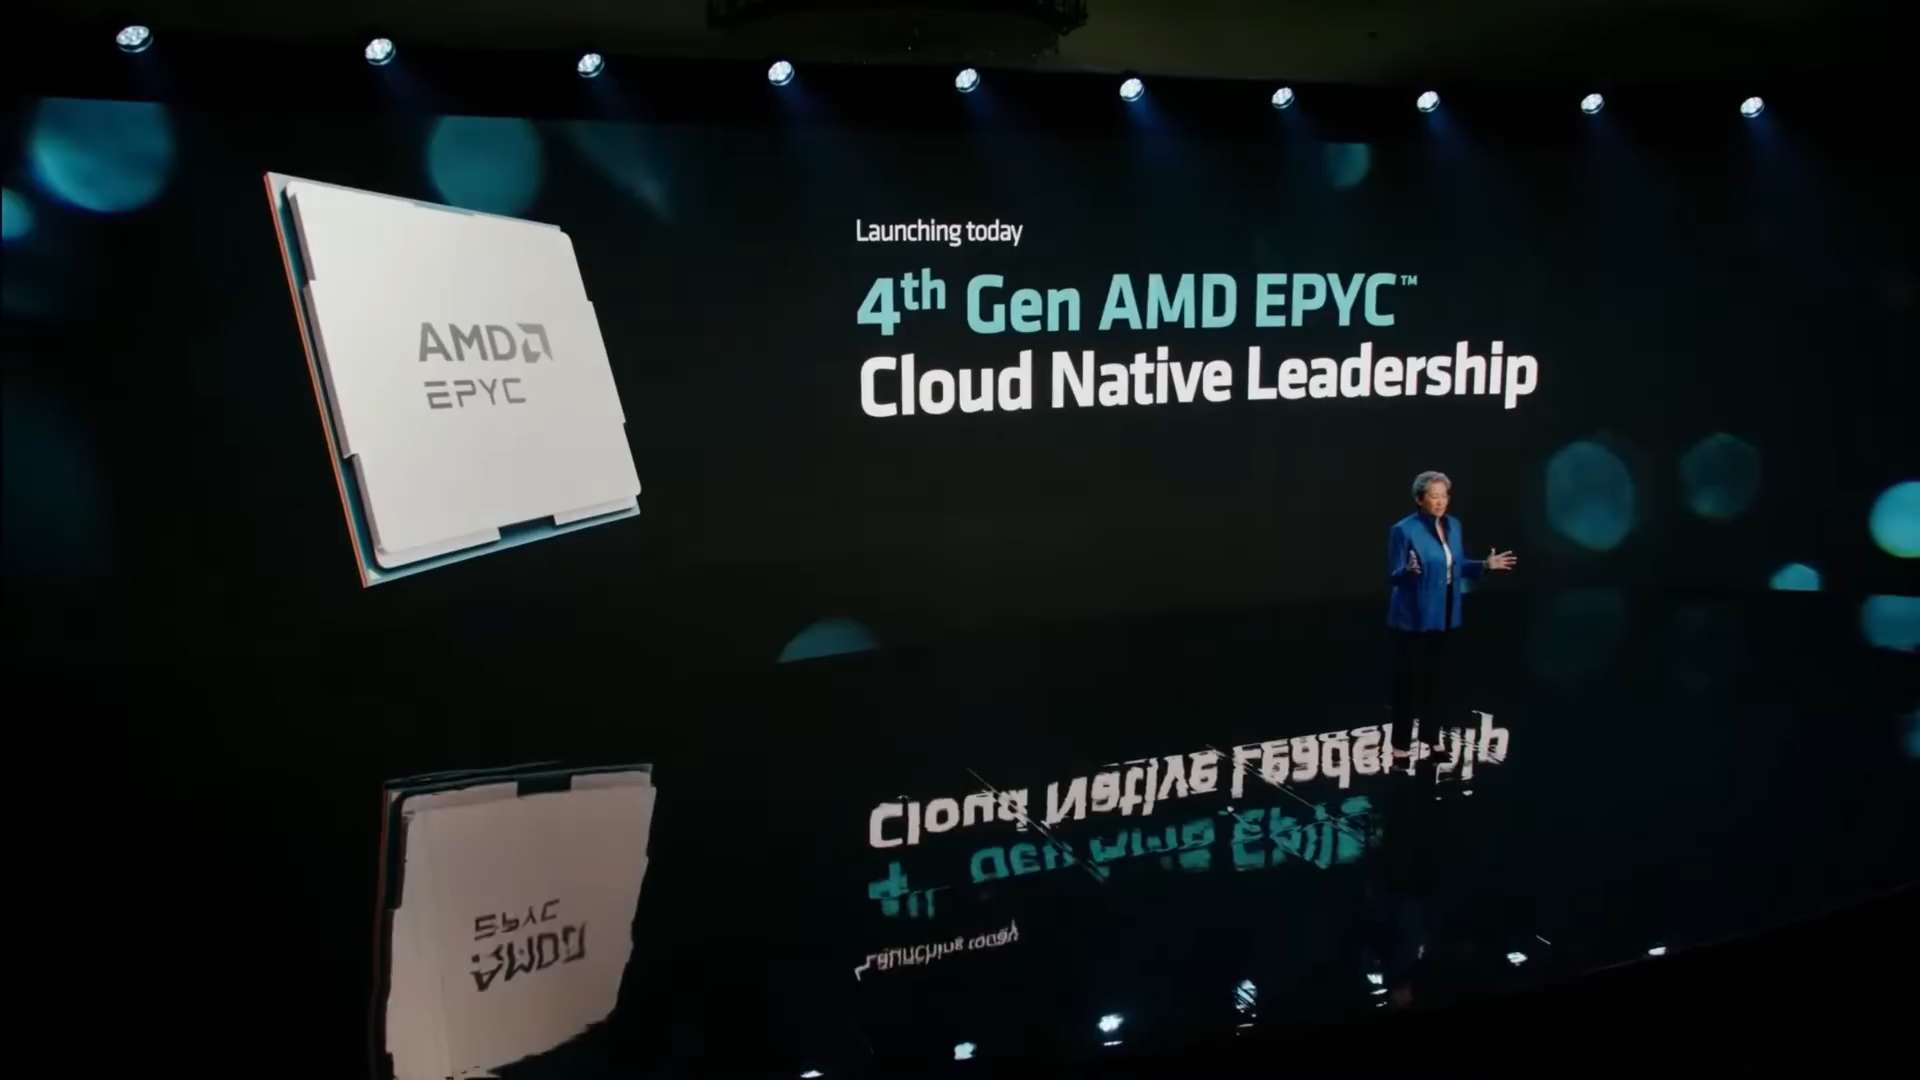 Launching today
4th Gen AMD EPYC™
Cloud Native Leadership
AMD
EPYC